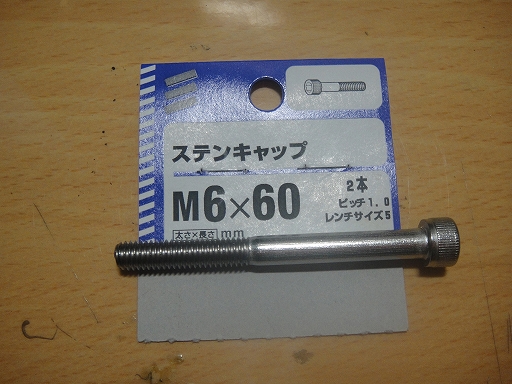 ステンキャップ
M6×60
2本
ピッチ1.0
レンチサイズ5
太さ×長さ mm